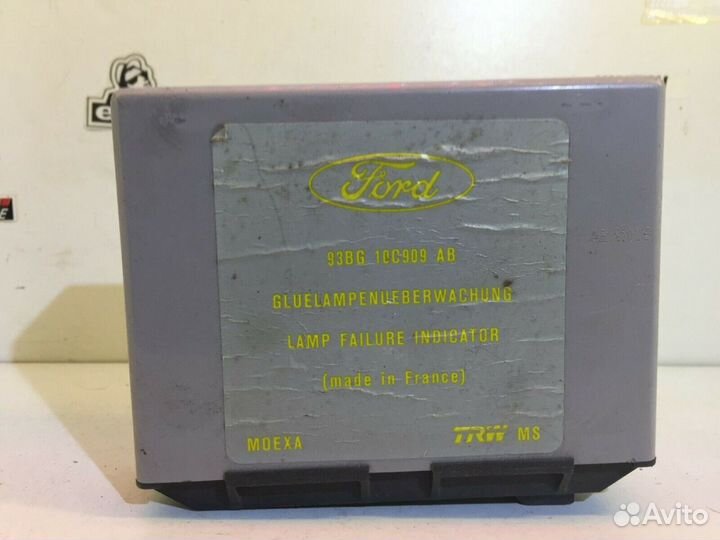 Ford
93BG 10C909 AB
GLUELAMPENUEBERWACHUNG
LAMP FAILURE INDICATOR
(made in France)
MOEXA TRW MS
Avito